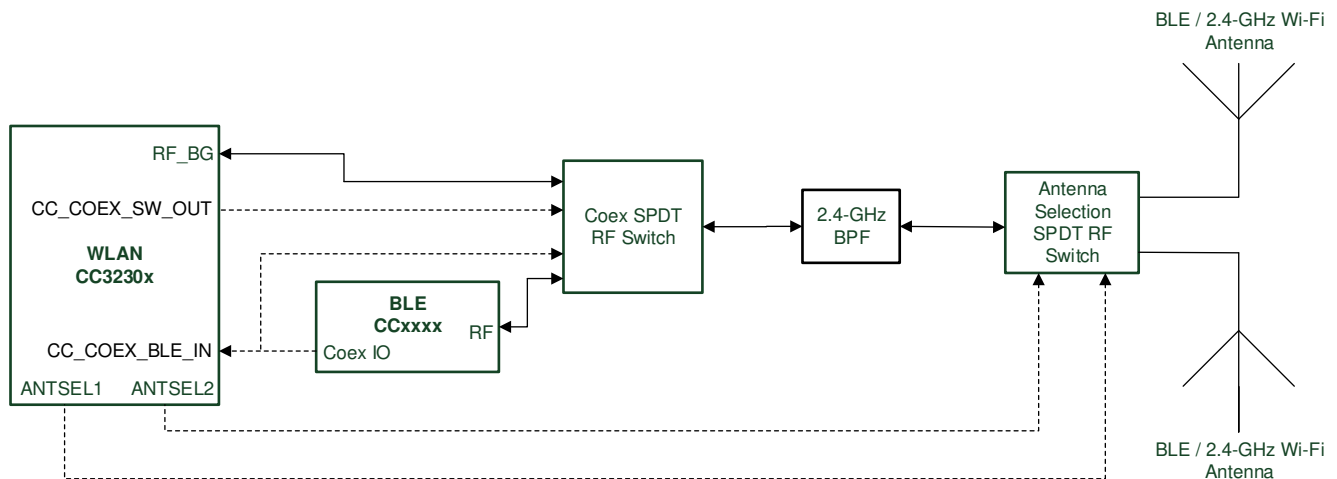 BLE / 2.4-GHz Wi-Fi
Antenna
RF_BG
CC_COEX_SW_OUT
WLAN
CC3230x
CC_COEX_BLE_IN
ANTSEL1 ANTSEL2
BLE
CCxxxx
RF
Coex IO
Coex SPDT
RF Switch
2.4-GHz
BPF
Antenna
Selection
SPDT RF
Switch
BLE / 2.4-GHz Wi-Fi
Antenna